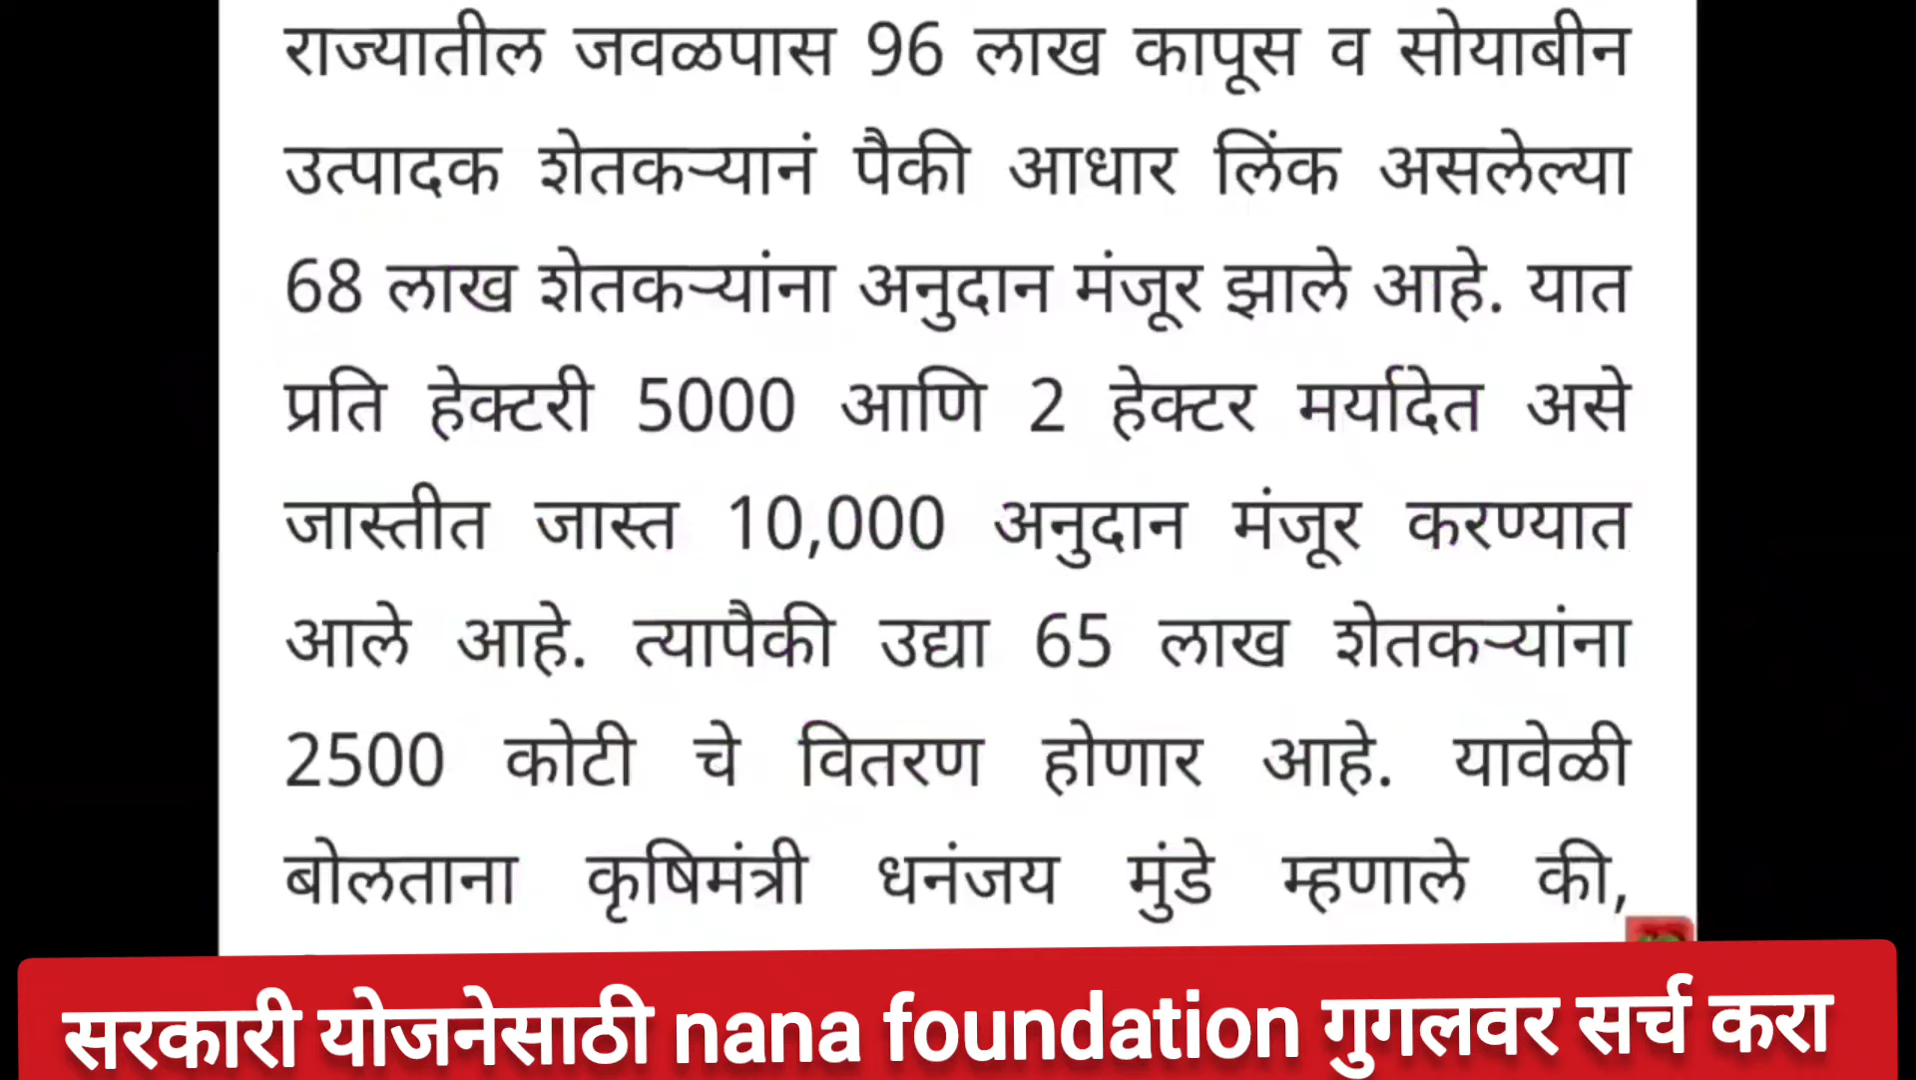 राज्यातील जवळपास 96 लाख कापूस व सोयाबीन
उत्पादक शेतकऱ्यानं पैकी आधार लिंक असलेल्या
68 लाख शेतकऱ्यांना अनुदान मंजूर झाले आहे. यात
प्रति हेक्टरी 5000 आणि 2 हेक्टर मर्यादेत असे
जास्तीत जास्त 10,000 अनुदान मंजूर करण्यात
आले आहे. त्यापैकी उद्या 65 लाख शेतकऱ्यांना
2500 कोटी चे वितरण होणार आहे. यावेळी
बोलताना कृषिमंत्री धनंजय मुंडे म्हणाले की,
सरकारी योजनेसाठी nana foundation गुगलवर सर्च करा